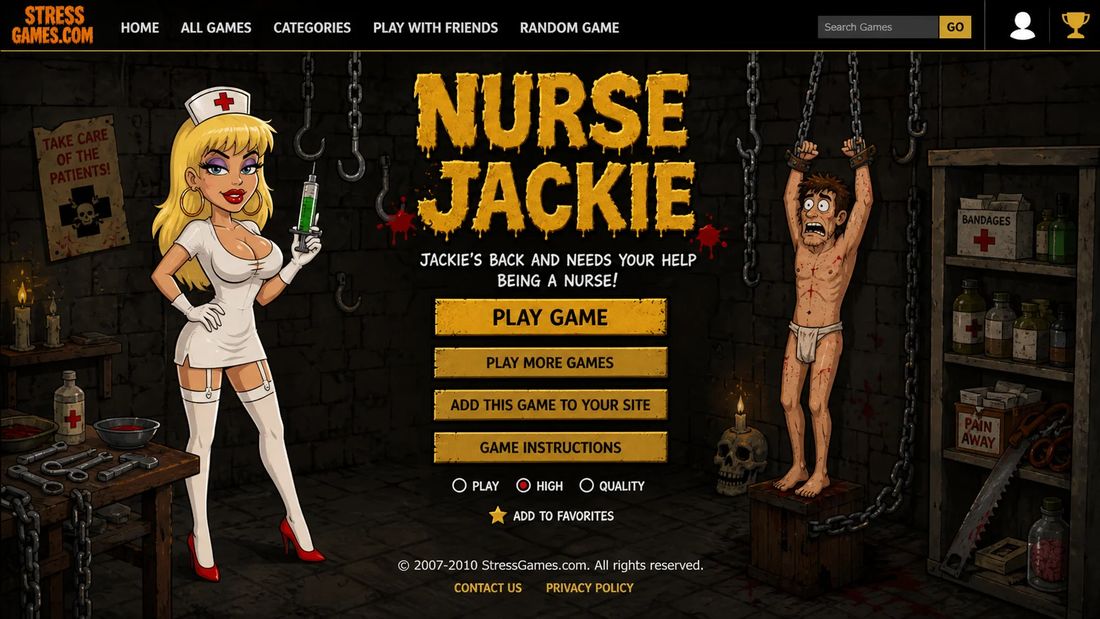 STRESS
GAMES.COM
HOME
ALL GAMES
CATEGORIES
PLAY WITH FRIENDS
RANDOM GAME
Search Games
GO
TAKE CARE
OF THE
PATIENTS!
NURSE
JACKIE
JACKIE'S BACK AND NEEDS YOUR HELP
BEING A NURSE!
PLAY GAME
PLAY MORE GAMES
ADD THIS GAME TO YOUR SITE
GAME INSTRUCTIONS
PLAY
HIGH
QUALITY
ADD TO FAVORITES
BANDAGES
PAIN
AWAY
© 2007-2010 StressGames.com. All rights reserved.
CONTACT US
PRIVACY POLICY